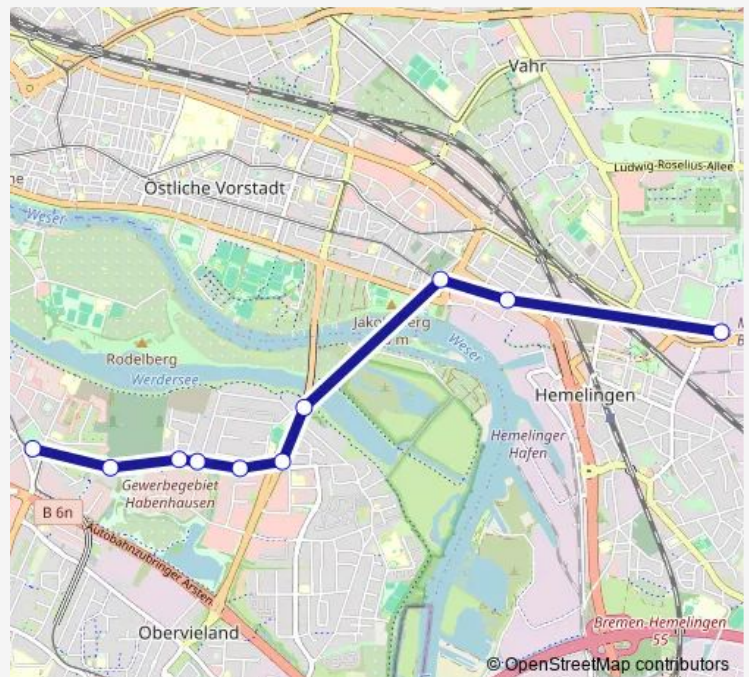 Vahr
Ludwig-Roselius-Allee
Östliche Vorstadt
Weser
Rodelberg
Werdersee
Weser
Hemelingen
Hemelinger
Hafen
Gewerbegebiet
Habenhausen
B 6n
Autobahnzubringer Arsten
Obervieland
Bremen-Hemelingen
55
© OpenStreetMap contributors